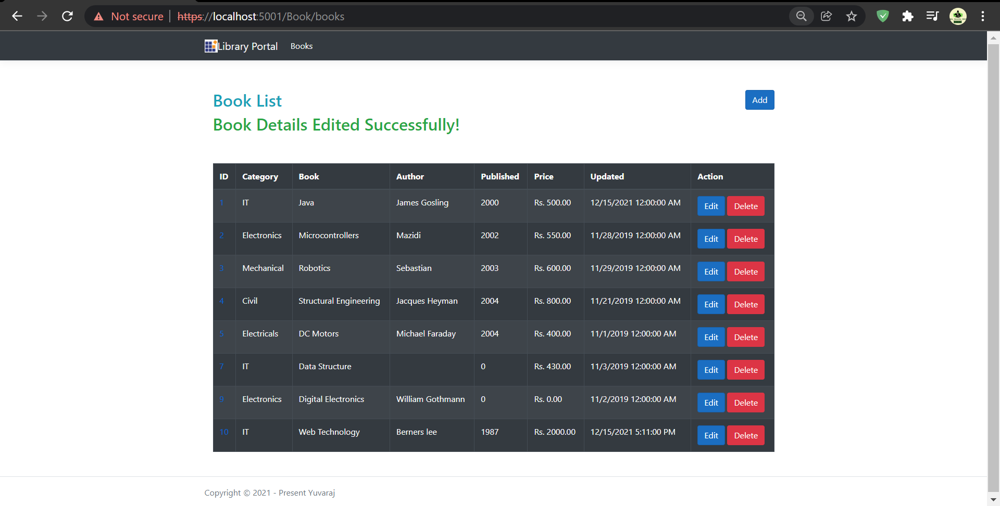 Not secure | https://localhost:5001/Book/books
Library Portal Books
Book List Add
Book Details Edited Successfully!
ID Category Book Author Published Price Updated Action
1 IT Java James Gosling 2000 Rs. 500.00 12/15/2021 12:00:00 AM Edit Delete
2 Electronics Microcontrollers Mazidi 2002 Rs. 550.00 11/28/2019 12:00:00 AM Edit Delete
3 Mechanical Robotics Sebastian 2003 Rs. 600.00 11/29/2019 12:00:00 AM Edit Delete
4 Civil Structural Engineering Jacques Heyman 2004 Rs. 800.00 11/21/2019 12:00:00 AM Edit Delete
5 Electricals DC Motors Michael Faraday 2004 Rs. 400.00 11/1/2019 12:00:00 AM Edit Delete
7 IT Data Structure 0 Rs. 430.00 11/3/2019 12:00:00 AM Edit Delete
9 Electronics Digital Electronics William Gothmann 0 Rs. 0.00 11/2/2019 12:00:00 AM Edit Delete
10 IT Web Technology Berners lee 1987 Rs. 2000.00 12/15/2021 5:11:00 PM Edit Delete
Copyright © 2021 - Present Yuvaraj